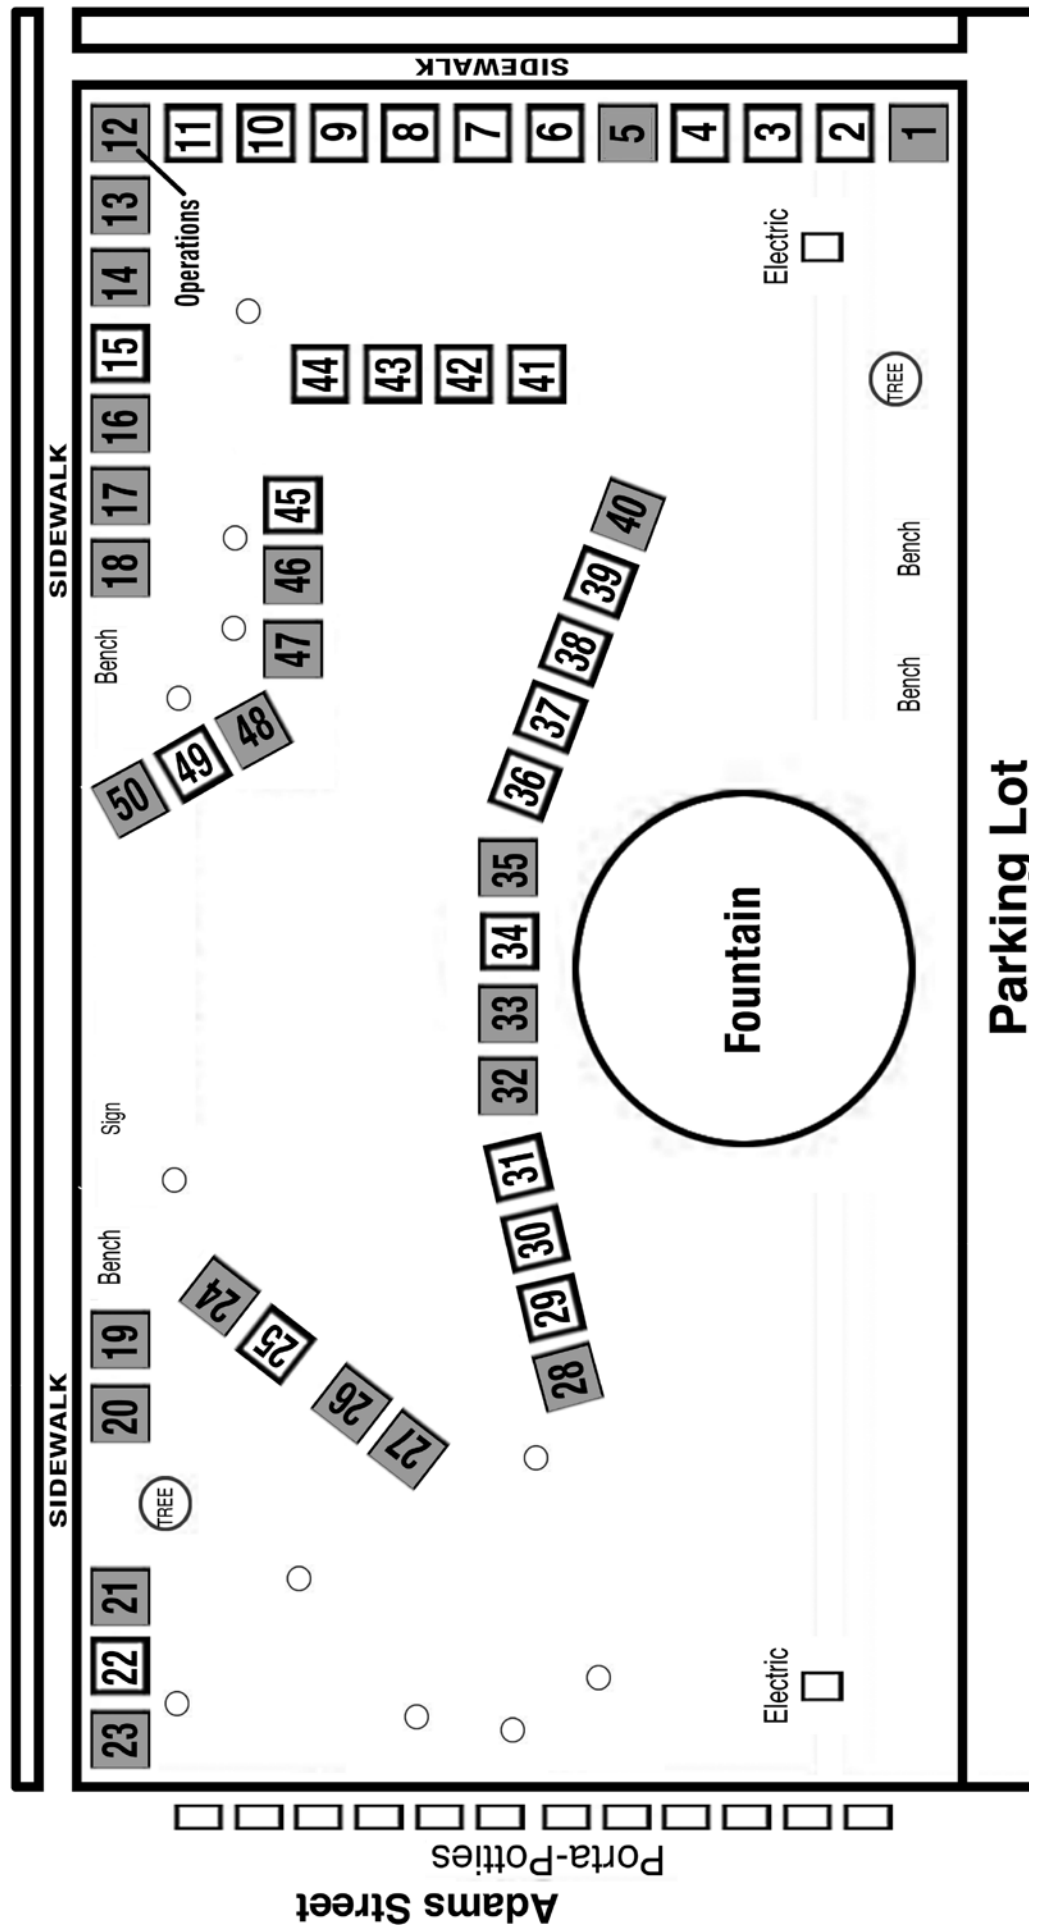 SIDEWALK
12
11
10
9
8
7
6
5
4
3
2
1
13
14
15
16
17
18
Operations
Electric
TREE
44
43
42
41
SIDEWALK
45
46
47
40
39
38
37
36
Bench
Bench
Bench
50
49
48
35
34
33
32
Fountain
Parking Lot
Sign
Bench
31
30
29
28
24
25
26
27
19
20
SIDEWALK
TREE
21
22
23
Electric
Porta-Potties
Adams Street